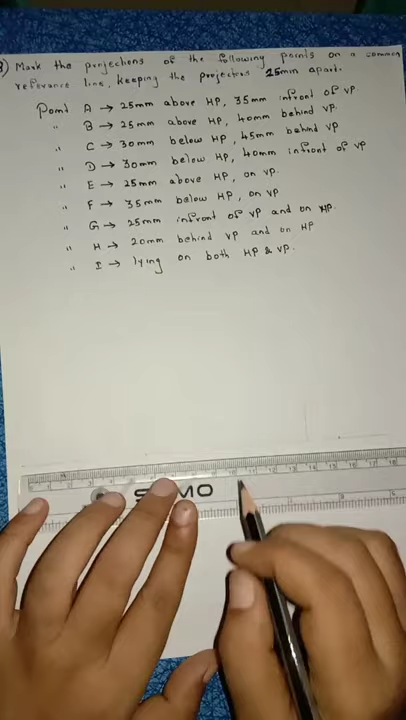 3) Mark the projections of the following points on a common
reference line, keeping the projectors 25mm apart.
Point A → 25mm above HP, 35mm infront of VP.
" B → 25mm above HP, 40mm behind VP.
" C → 30mm below HP, 45mm behind VP
" D → 30mm below HP, 40mm infront of VP
" E → 25mm above HP, on VP.
" F → 35mm below HP, on VP.
" G → 25mm infront of VP and on HP.
" H → 20mm behind VP and on HP
" I → lying on both HP & VP.